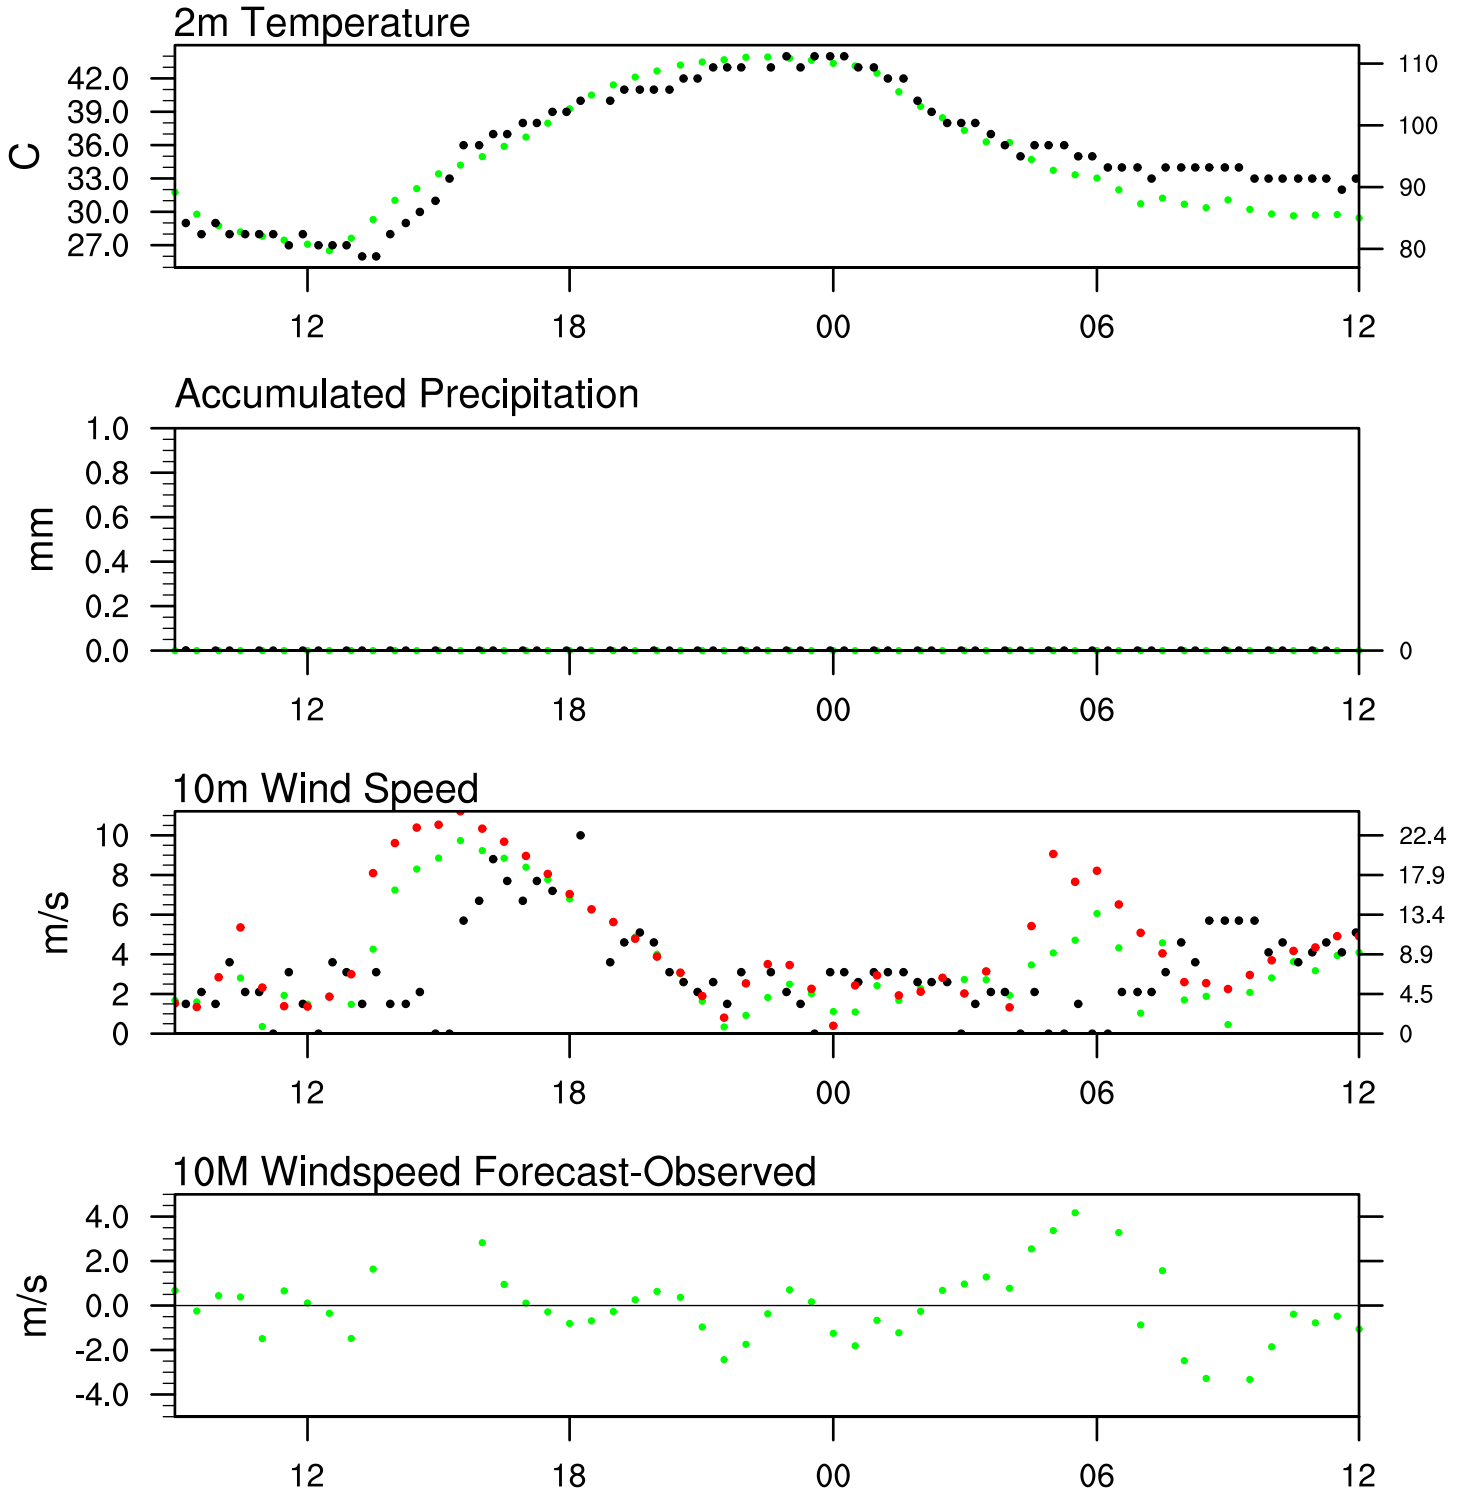 2m Temperature
42.0
39.0
36.0
33.0
30.0
27.0
C
110
100
90
80
12 18 00 06 12
Accumulated Precipitation
1.0
0.8
0.6
0.4
0.2
0.0
mm
0
12 18 00 06 12
10m Wind Speed
10
8
6
4
2
0
m/s
22.4
17.9
13.4
8.9
4.5
0
12 18 00 06 12
10M Windspeed Forecast-Observed
4.0
2.0
0.0
-2.0
-4.0
m/s
12 18 00 06 12